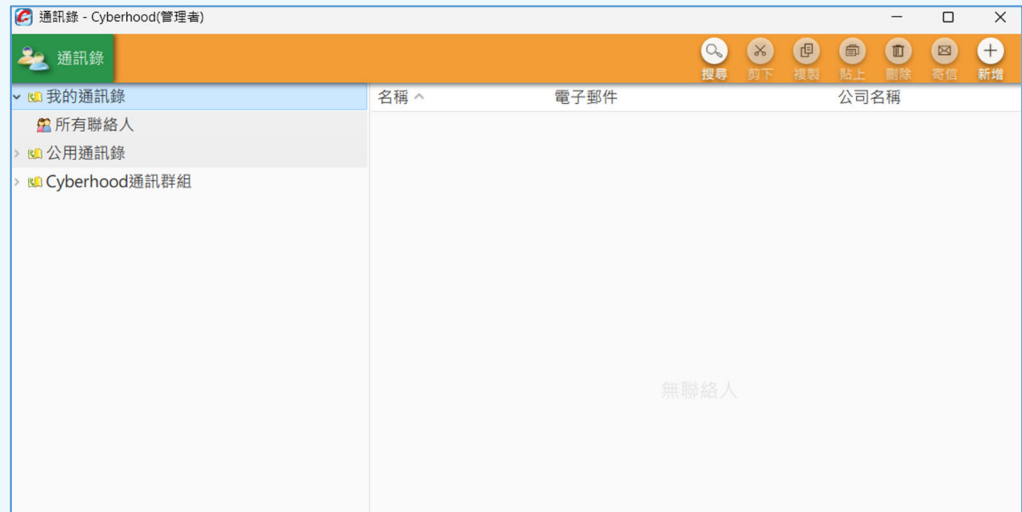 通訊錄 - Cyberhood(管理者)
通訊錄
搜尋 剪下 複製 貼上 刪除 寄信 新增
我的通訊錄
所有聯絡人
公用通訊錄
Cyberhood通訊群組
名稱 電子郵件 公司名稱
無聯絡人